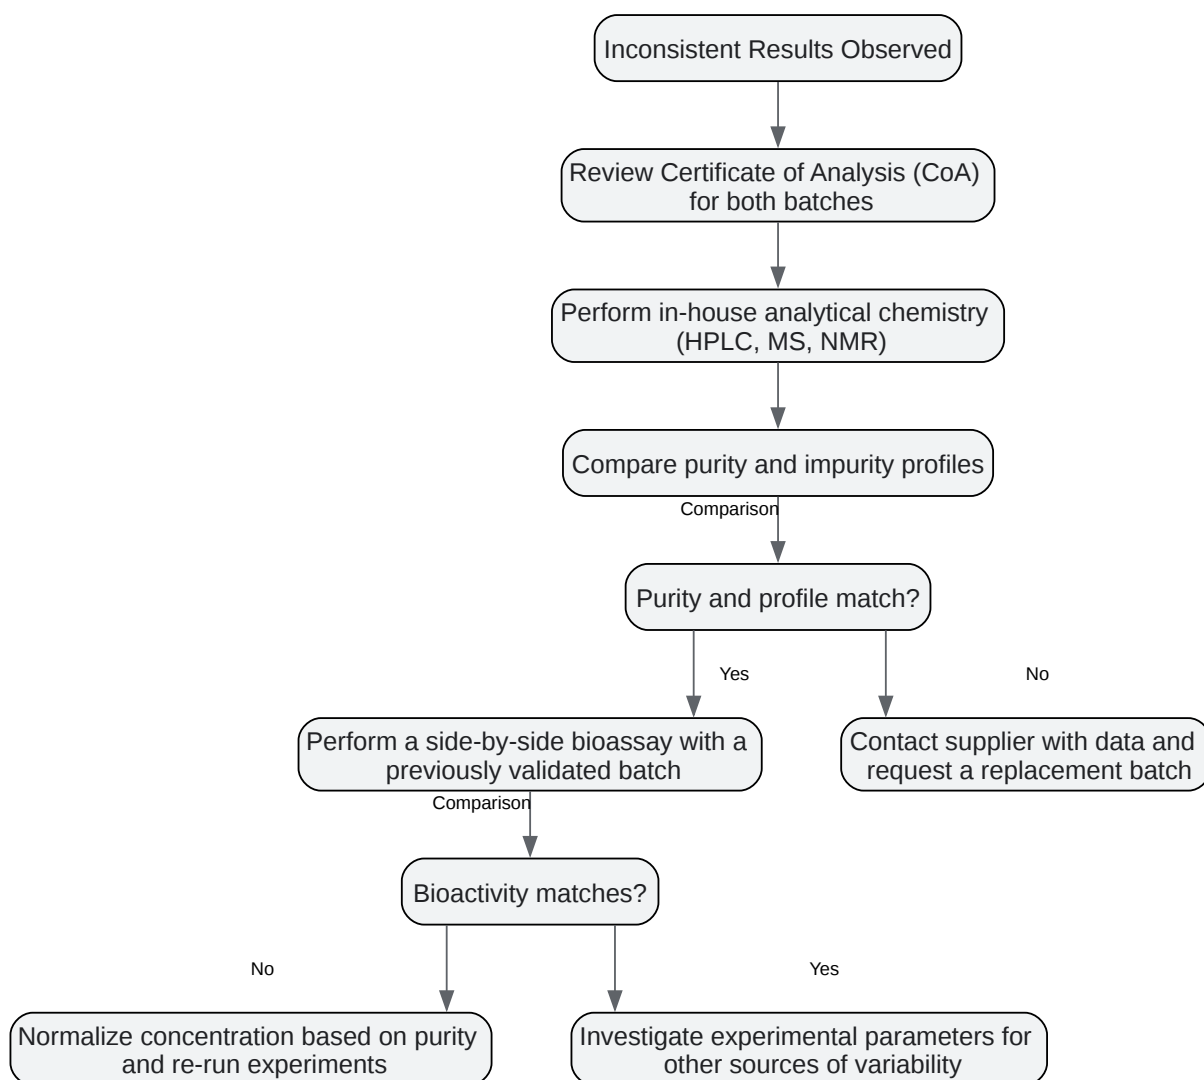 Inconsistent Results Observed
Review Certificate of Analysis (CoA)
for both batches
Perform in-house analytical chemistry
(HPLC, MS, NMR)
Compare purity and impurity profiles
Comparison
Purity and profile match?
Yes
No
Perform a side-by-side bioassay with a
previously validated batch
Contact supplier with data and
request a replacement batch
Comparison
Bioactivity matches?
No
Yes
Normalize concentration based on purity
and re-run experiments
Investigate experimental parameters for
other sources of variability